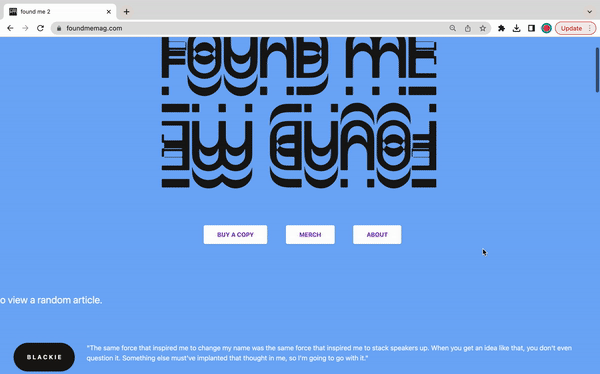 found me 2
foundmemag.com
Update
FOUND ME
FOUND ME
BUY A COPY
MERCH
ABOUT
o view a random article.
BLACKIE
"The same force that inspired me to change my name was the same force that inspired me to stack speakers up. When you get an idea like that, you don't even
question it. Something else must've implanted that thought in me, so I'm going to go with it."